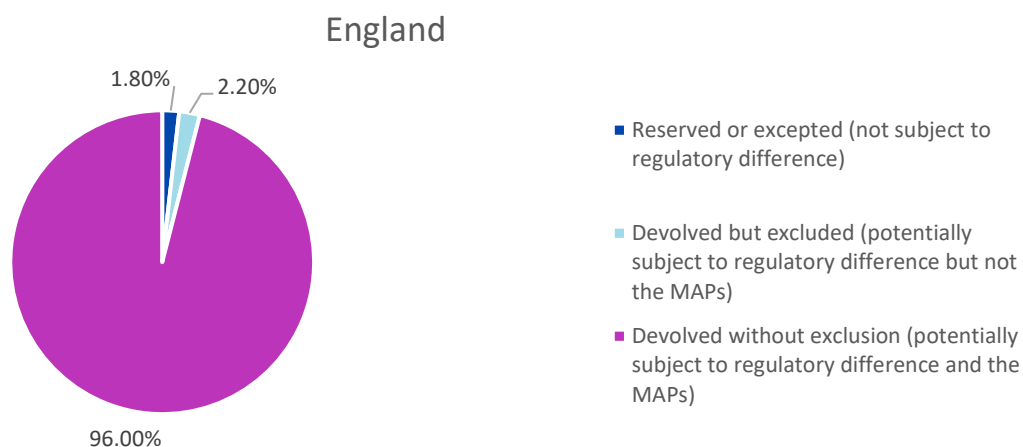 England
1.80%
2.20%
96.00%
Reserved or excepted (not subject to
regulatory difference)
Devolved but excluded (potentially
subject to regulatory difference but not
the MAPs)
Devolved without exclusion (potentially
subject to regulatory difference and the
MAPs)